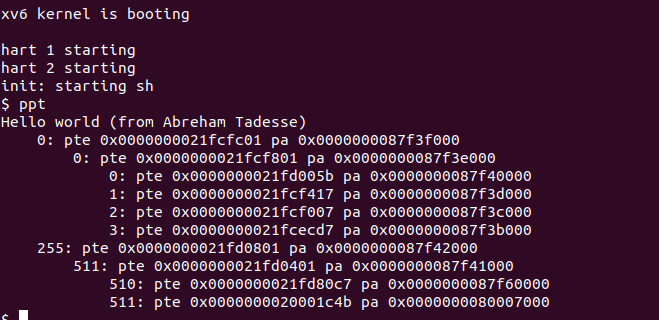 xv6 kernel is booting
hart 1 starting
hart 2 starting
init: starting sh
$ ppt
Hello world (from Abreham Tadesse)
0: pte 0x0000000021fcfc01 pa 0x0000000087f3f000
0: pte 0x0000000021fcf801 pa 0x0000000087f3e000
0: pte 0x0000000021fd005b pa 0x0000000087f40000
1: pte 0x0000000021fcf417 pa 0x0000000087f3d000
2: pte 0x0000000021fcf007 pa 0x0000000087f3c000
3: pte 0x0000000021fcecd7 pa 0x0000000087f3b000
255: pte 0x0000000021fd0801 pa 0x0000000087f42000
511: pte 0x0000000021fd0401 pa 0x0000000087f41000
510: pte 0x0000000021fd80c7 pa 0x0000000087f60000
511: pte 0x0000000020001c4b pa 0x0000000080007000
$